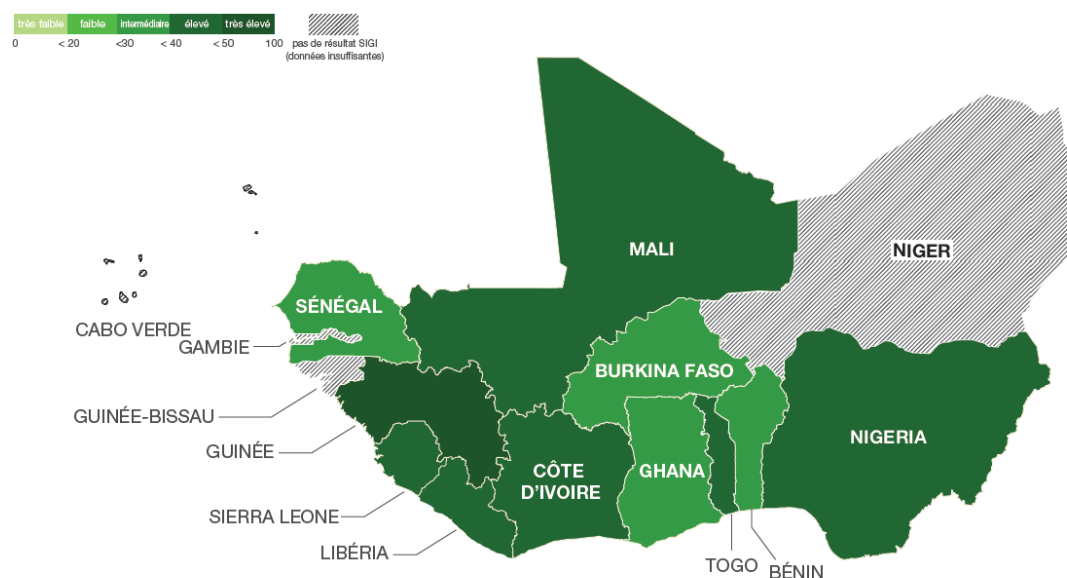 très faible faible intermédiaire élevé très élevé
0 < 20 <30 < 40 <50 100
pas de résultat SIGI
(données insuffisantes)
MALI
NIGER
SÉNÉGAL
CABO VERDE
GAMBIE
BURKINA FASO
GUINÉE-BISSAU
NIGERIA
GUINÉE
CÔTE
D'IVOIRE
GHANA
SIERRA LEONE
LIBÉRIA
TOGO
BÉNIN